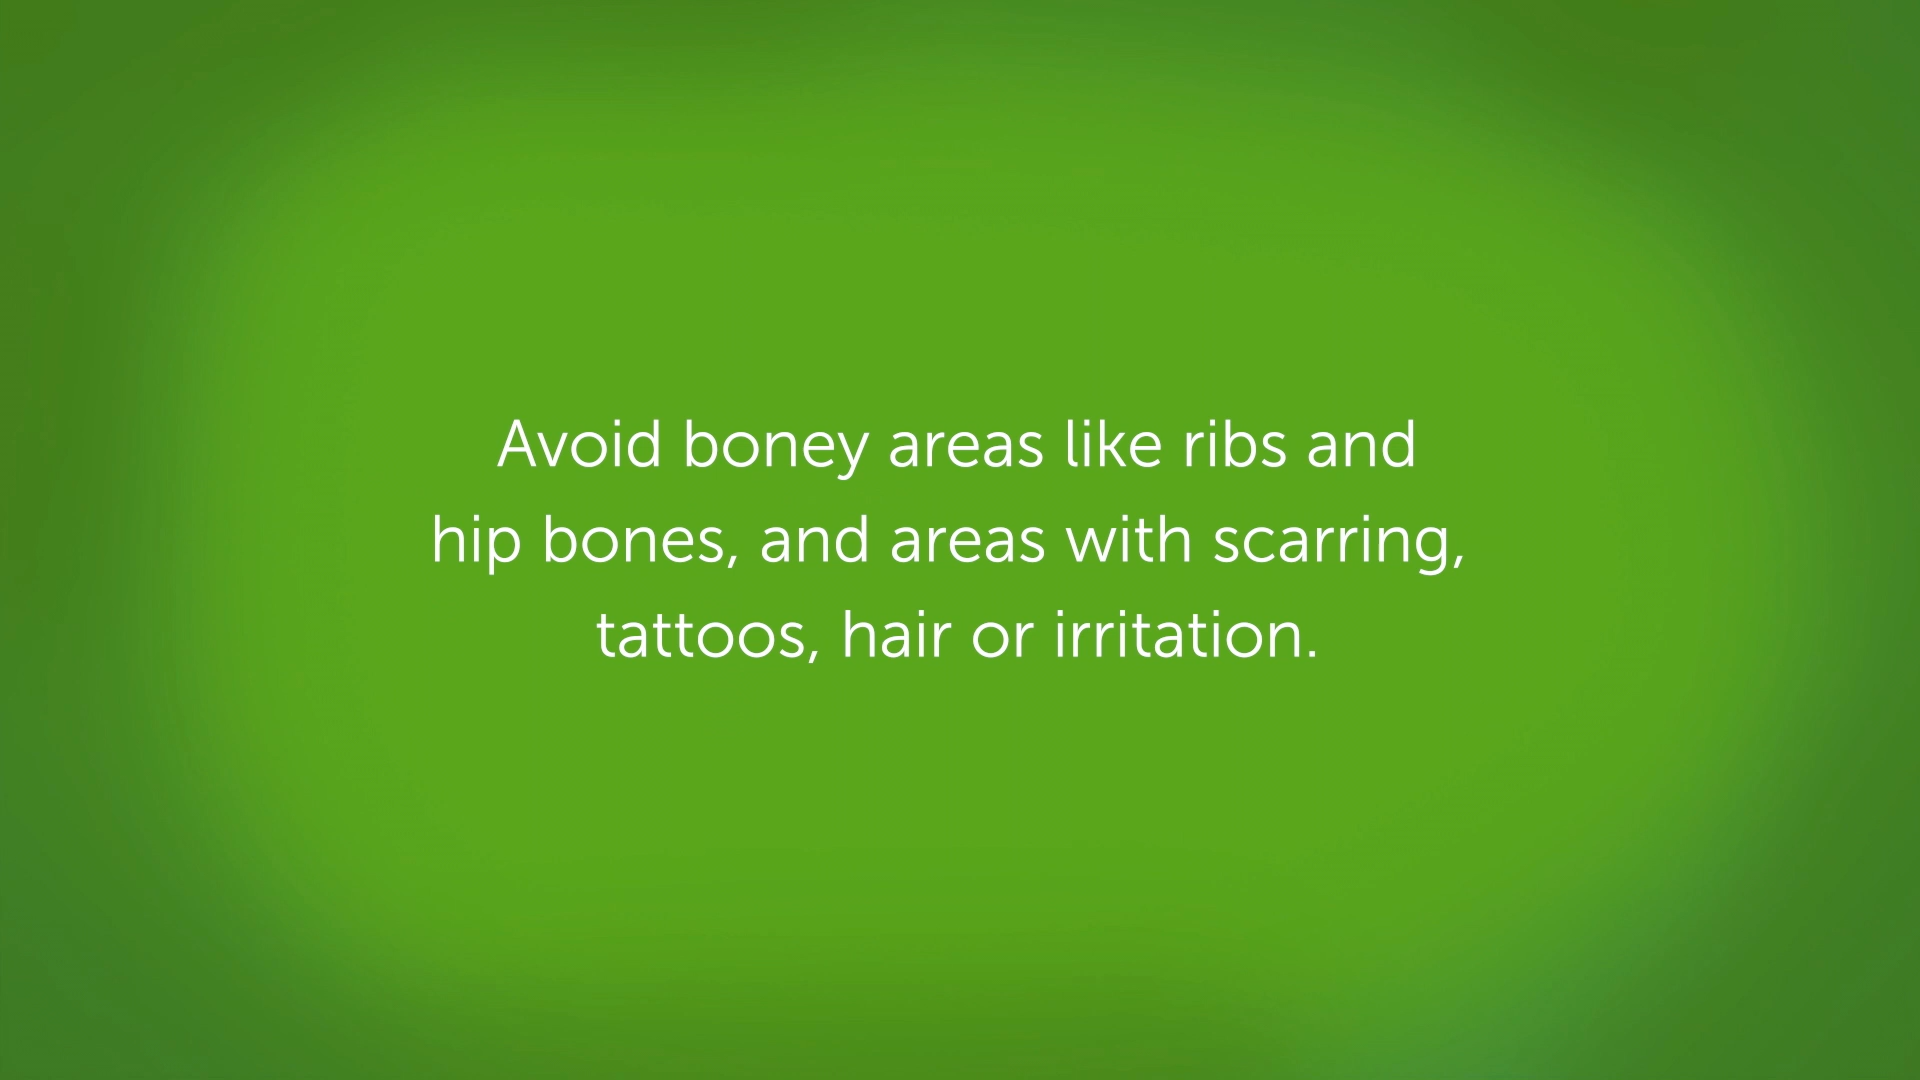 Avoid boney areas like ribs and
hip bones, and areas with scarring,
tattoos, hair or irritation.